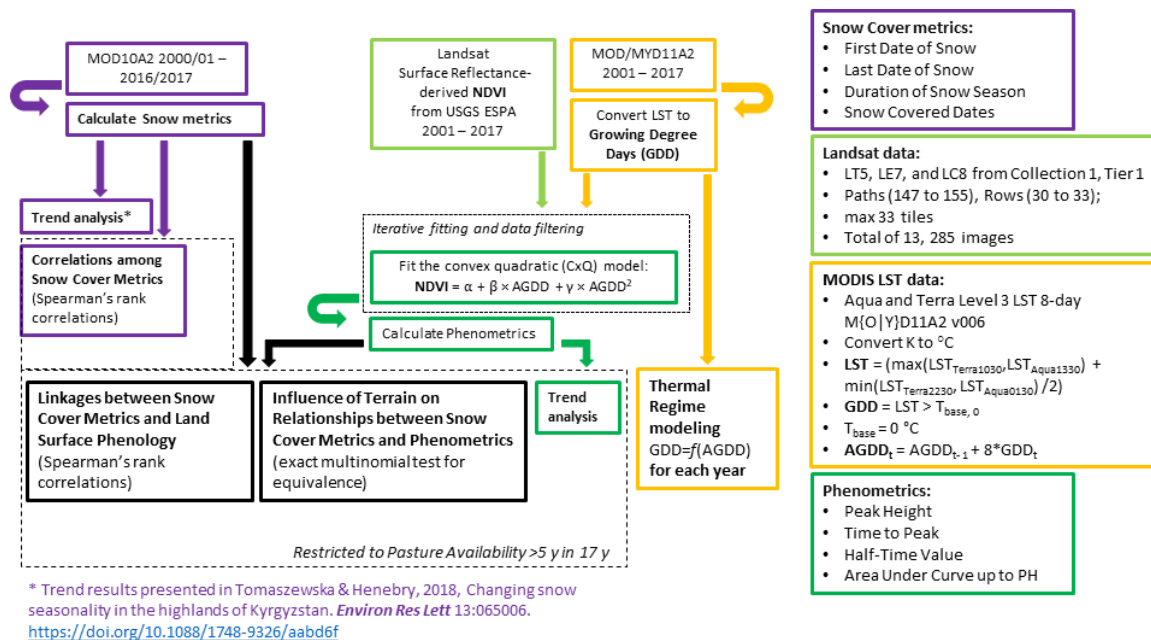 MOD10A2 2000/01 –
2016/2017
Calculate Snow metrics
Trend analysis*
Correlations among
Snow Cover Metrics
(Spearman's rank
correlations)
Landsat
Surface Reflectance-
derived NDVI
from USGS ESPA
2001 – 2017
MOD/MYD11A2
2001 – 2017
Convert LST to
Growing Degree
Days (GDD)
Iterative fitting and data filtering
Fit the convex quadratic (CxQ) model:
NDVI = α + β × AGDD + γ × AGDD²
Calculate Phenometrics
Linkages between Snow
Cover Metrics and Land
Surface Phenology
(Spearman's rank
correlations)
Influence of Terrain on
Relationships between Snow
Cover Metrics and Phenometrics
(exact multinomial test for
equivalence)
Trend
analysis
Thermal
Regime
modeling
GDD=f(AGDD)
for each year
Restricted to Pasture Availability >5 y in 17 y
* Trend results presented in Tomaszewska & Henebry, 2018, Changing snow
seasonality in the highlands of Kyrgyzstan. Environ Res Lett 13:065006.
https://doi.org/10.1088/1748-9326/aabd6f
Snow Cover metrics:
• First Date of Snow
• Last Date of Snow
• Duration of Snow Season
• Snow Covered Dates
Landsat data:
• LT5, LE7, and LC8 from Collection 1, Tier 1
• Paths (147 to 155), Rows (30 to 33);
• max 33 tiles
• Total of 13, 285 images
MODIS LST data:
• Aqua and Terra Level 3 LST 8-day
M{O|Y}D11A2 v006
• Convert K to °C
• LST = (max(LST_Terra1030, LST_Aqua1330) +
min(LST_Terra2230, LST_Aqua0130) /2)
• GDD = LST > T_base, 0
• T_base = 0 °C
• AGDD_t = AGDD_t-1 + 8*GDD_t
Phenometrics:
• Peak Height
• Time to Peak
• Half-Time Value
• Area Under Curve up to PH